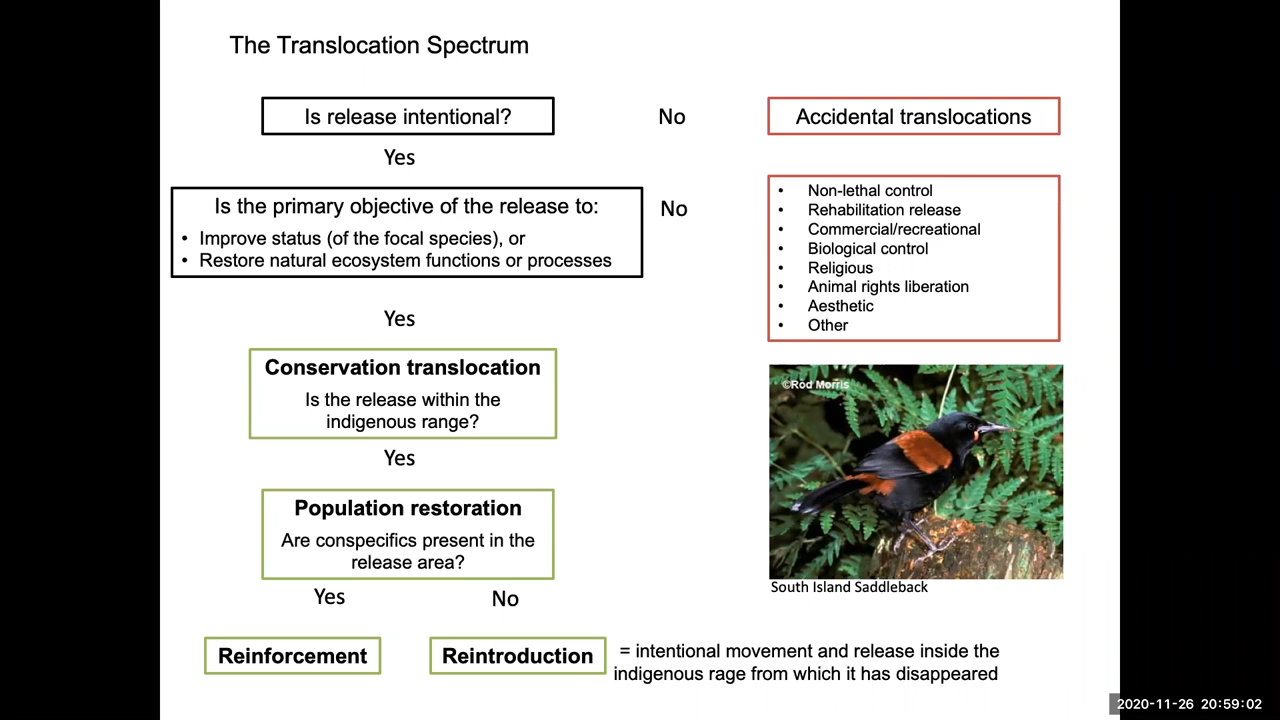 The Translocation Spectrum
Is release intentional?
No
Accidental translocations
Yes
Is the primary objective of the release to:
• Improve status (of the focal species), or
• Restore natural ecosystem functions or processes
No
• Non-lethal control
• Rehabilitation release
• Commercial/recreational
• Biological control
• Religious
• Animal rights liberation
• Aesthetic
• Other
Yes
Conservation translocation
Is the release within the
indigenous range?
Yes
©Rod Morris
South Island Saddleback
Population restoration
Are conspecifics present in the
release area?
Yes
No
Reinforcement
Reintroduction
= intentional movement and release inside the
indigenous rage from which it has disappeared
2020-11-26 20:59:02